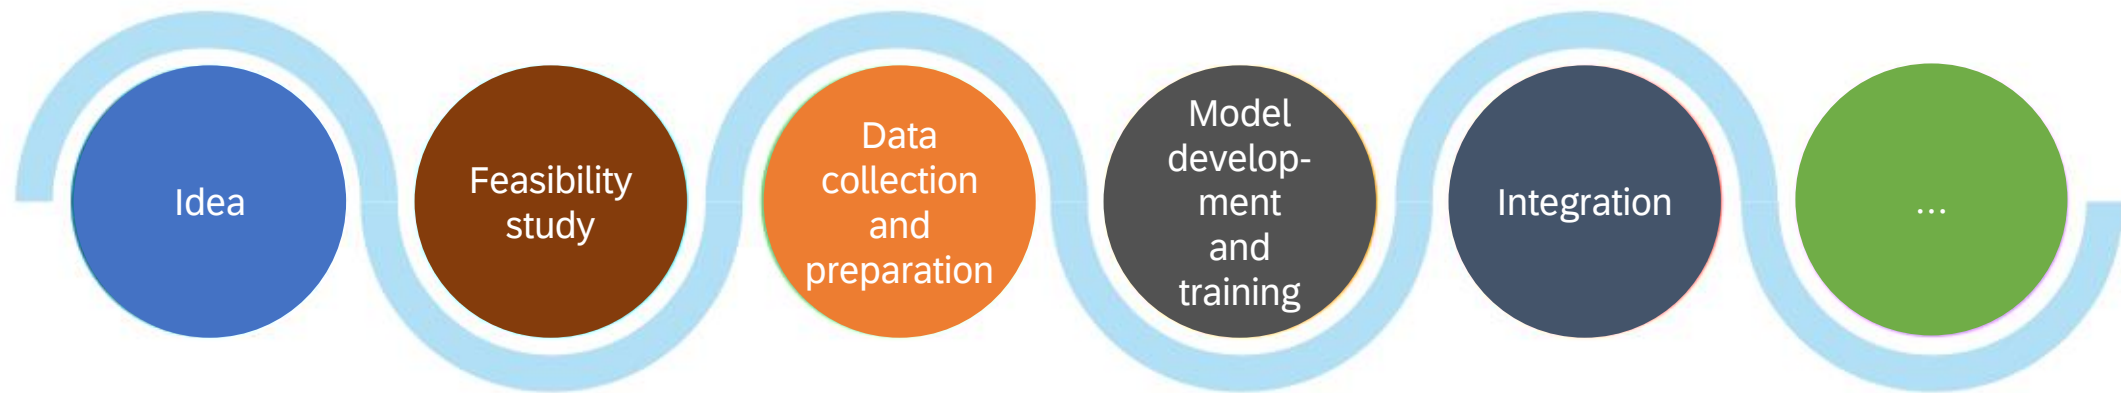 Idea
Feasibility
study
Data
collection
and
preparation
Model
develop-
ment
and
training
Integration
...